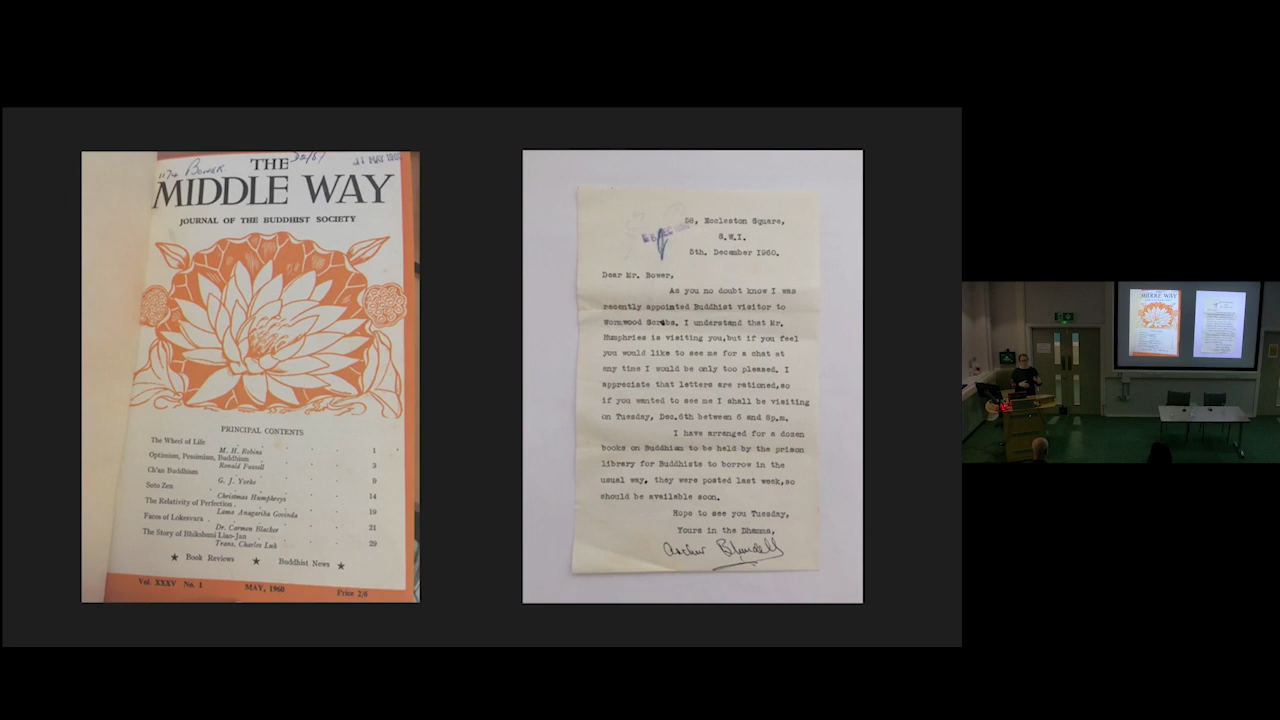 1174 Bower
THE
MIDDLE WAY
JOURNAL OF THE BUDDHIST SOCIETY
PRINCIPAL CONTENTS
The Wheel of Life
M. H. Robins 1
Optimism, Pessimism, Buddhism
Ronald Fussell 3
Ch'an Buddhism
G. J. Yorke 9
Soto Zen
Christmas Humphreys 14
The Relativity of Perfection
Lama Anagarika Govinda 19
Faces of Lokesvara
Dr. Carmen Blacker 21
The Story of Bhikshuni Liao-Jan
Trans. Charles Luk 29
★ Book Reviews ★ Buddhist News ★
Vol XXXV No. 1 MAY, 1960 Price 2/6
58, Eccleston Square,
S.W.I.
5th. December 1960.
Dear Mr. Bower,
As you no doubt know I was
recently appointed Buddhist visitor to
Wormwood Scrubs. I understand that Mr.
Humphries is visiting you,but if you feel
you would like to see me for a chat at
any time I would be only too pleased. I
appreciate that letters are rationed,so
if you wanted to see me I shall be visiting
on Tuesday, Dec.6th between 6 and 8p.m.
I have arranged for a dozen
books on Buddhism to be held by the prison
library for Buddhists to borrow in the
usual way, they were posted last week,so
should be available soon.
Hope to see you Tuesday,
Yours in the Dhamma,
MIDDLE WAY